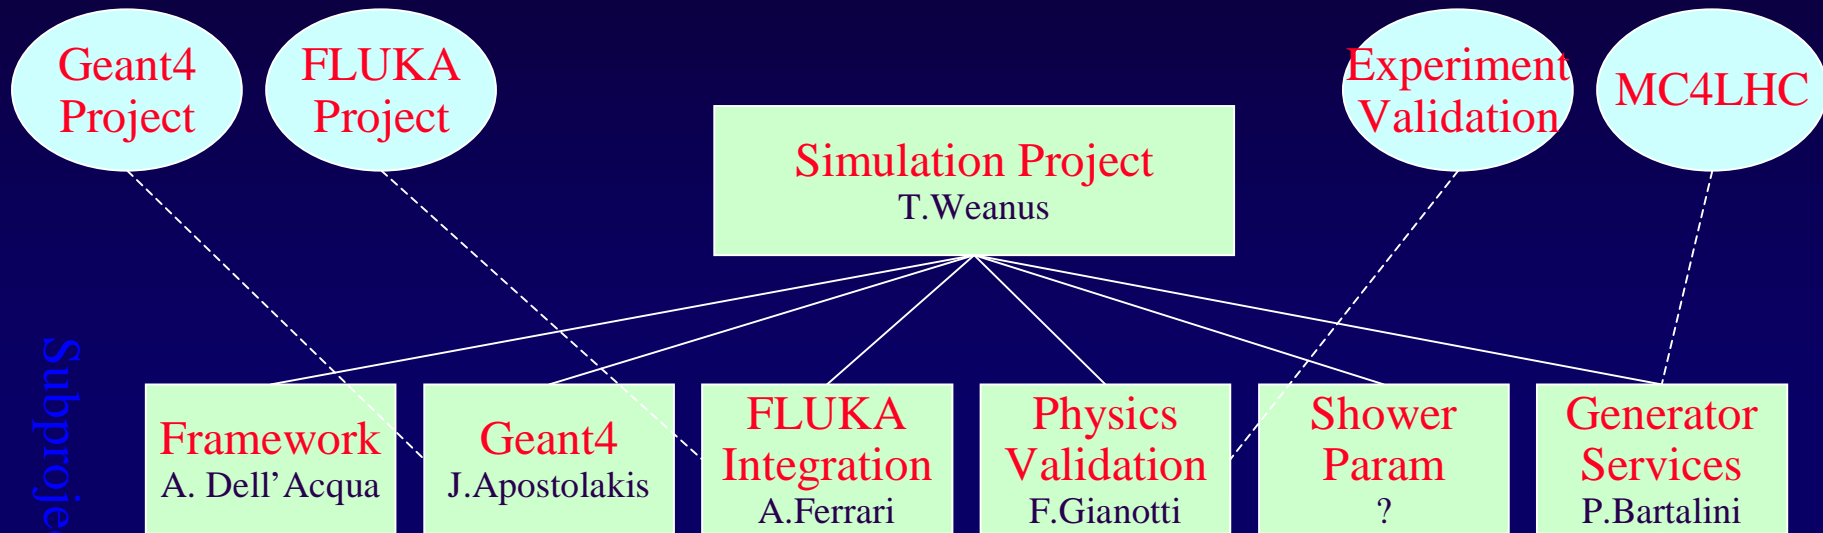 Geant4
Project
FLUKA
Project
Experiment
Validation
MC4LHC
Simulation Project
T.Weanus
Framework
A. Dell’Acqua
Geant4
J.Apostolakis
FLUKA
Integration
A.Ferrari
Physics
Validation
F.Gianotti
Shower
Param
?
Generator
Services
P.Bartalini